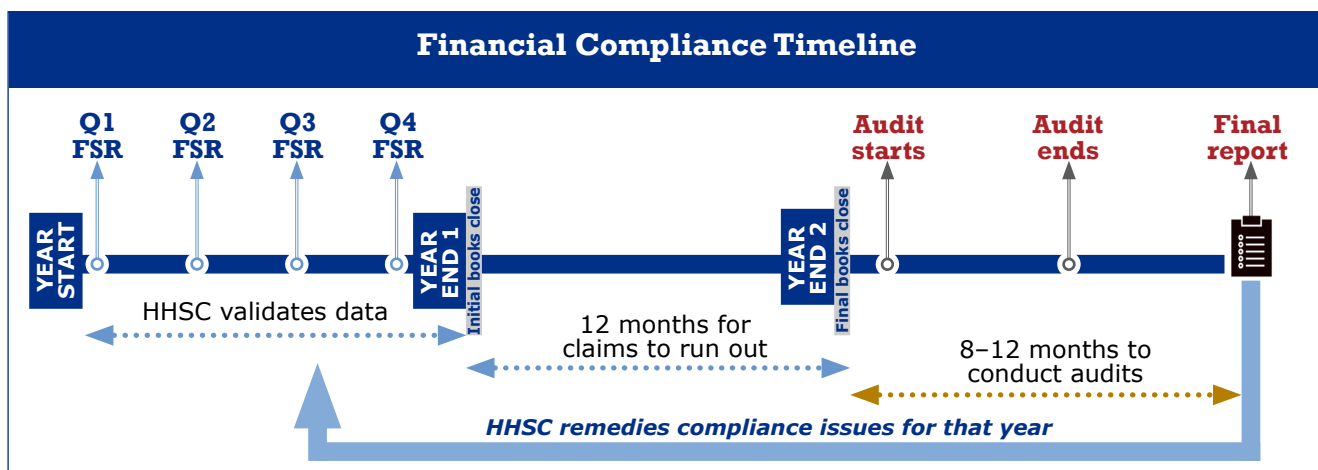 Financial Compliance Timeline
Q1
FSR
Q2
FSR
Q3
FSR
Q4
FSR
Audit
starts
Audit
ends
Final
report
YEAR
START
YEAR
END 1
Initial books close
YEAR
END 2
Final books close
HHSC validates data
12 months for
claims to run out
8–12 months to
conduct audits
HHSC remedies compliance issues for that year